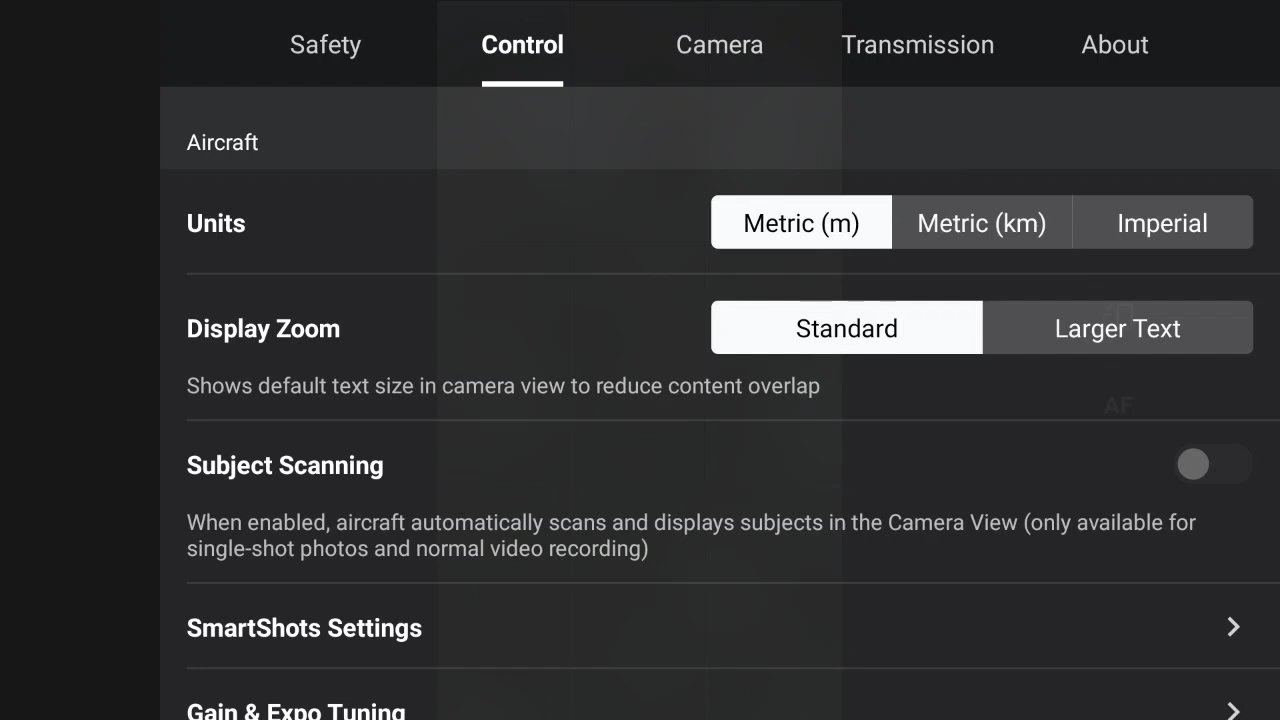 Safety Control Camera Transmission About
Aircraft
Units Metric (m) Metric (km) Imperial
Display Zoom Standard Larger Text
Shows default text size in camera view to reduce content overlap
AF
Subject Scanning
When enabled, aircraft automatically scans and displays subjects in the Camera View (only available for
single-shot photos and normal video recording)
SmartShots Settings
Gain & Expo Tuning